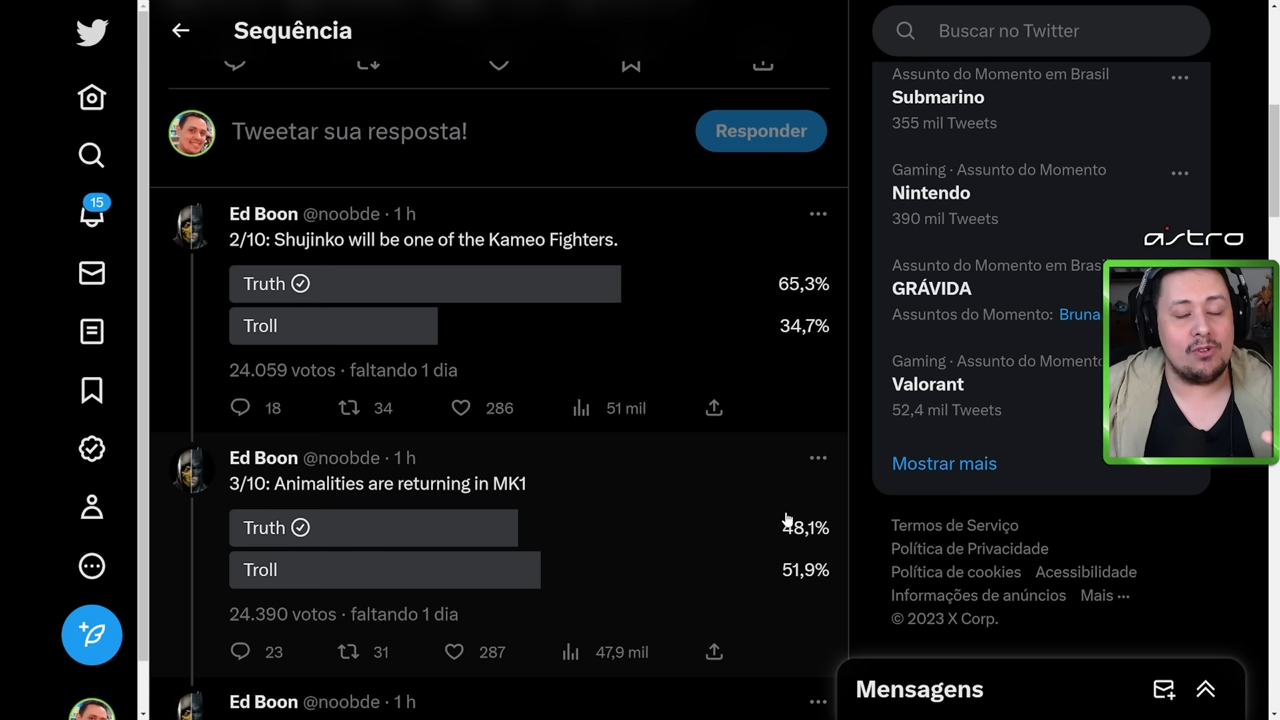 Sequência
Tweetar sua resposta!
Responder
Ed Boon @noobde · 1 h
2/10: Shujinko will be one of the Kameo Fighters.
Truth
65,3%
Troll
34,7%
24.059 votos · faltando 1 dia
18
34
286
51 mil
Ed Boon @noobde · 1 h
3/10: Animalities are returning in MK1
Truth
48,1%
Troll
51,9%
24.390 votos · faltando 1 dia
23
31
287
47,9 mil
Ed Boon @noobde · 1 h
15
Buscar no Twitter
Assunto do Momento em Brasil
Submarino
355 mil Tweets
Gaming · Assunto do Momento
Nintendo
390 mil Tweets
Assunto do Momento em Brasil
GRÁVIDA
Assuntos do Momento: Bruna
Gaming · Assunto do Momento
Valorant
52,4 mil Tweets
Mostrar mais
astro
Termos de Serviço
Política de Privacidade
Política de cookies Acessibilidade
Informações de anúncios Mais ···
© 2023 X Corp.
Mensagens